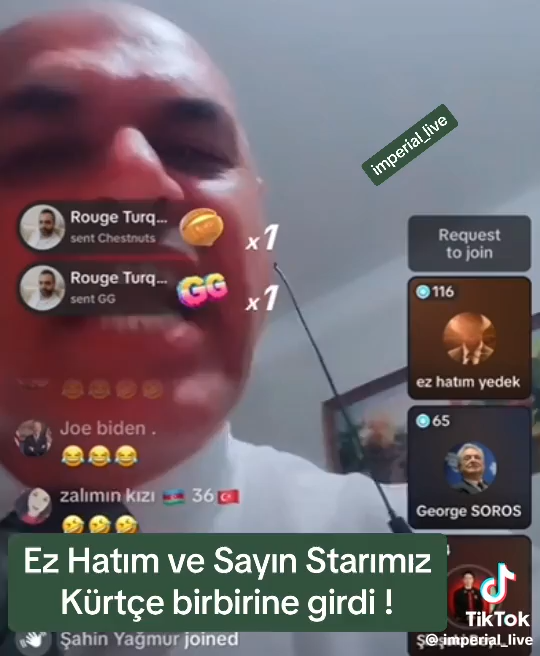 imperial_live
Rouge Turq...
sent Chestnuts
x1
Request
to join
Rouge Turq...
sent GG
GG
x1
116
ez hatım yedek
Joe biden .
65
George SOROS
zalımın kızı 🇦🇿 36🇹🇷
Ez Hatım ve Sayın Starımız
Kürtçe birbirine girdi !
TikTok
@imperial_live
Şahin Yağmur joined